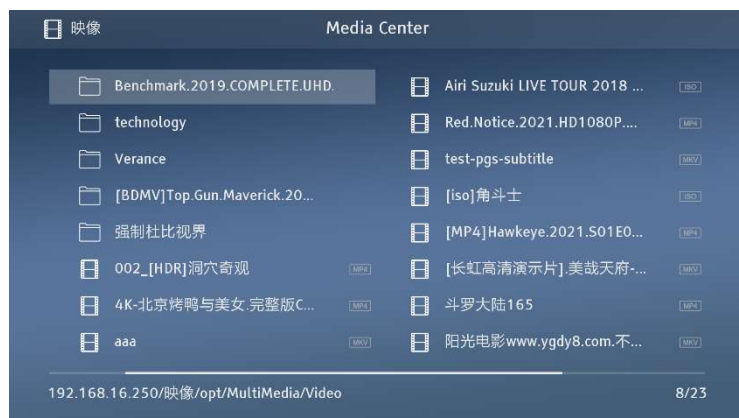 映像
Media Center
Benchmark.2019.COMPLETE.UHD.
technology
Verance
[BDMV]Top.Gun.Maverick.20...
强制杜比视界
002_[HDR]洞穴奇观 MP4
4K-北京烤鸭与美女.完整版C... MP4
aaa MKV
Airi Suzuki LIVE TOUR 2018 ... ISO
Red.Notice.2021.HD1080P.... MP4
test-pgs-subtitle MKV
[iso]角斗士 ISO
[MP4]Hawkeye.2021.S01E0... MP4
[长虹高清演示片].美哉天府-... MKV
斗罗大陆165 MP4
阳光电影www.ygdy8.com.不... MKV
192.168.16.250/映像/opt/MultiMedia/Video
8/23